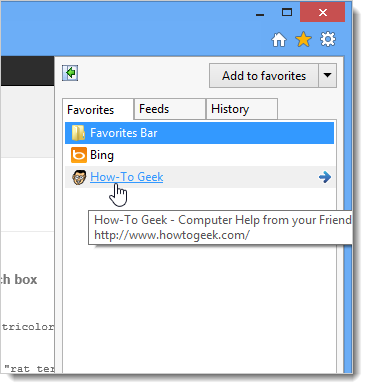 Add to favorites
Favorites Feeds History
Favorites Bar
Bing
How-To Geek
How-To Geek - Computer Help from your Friend
http://www.howtogeek.com/
ch box
tricolor
"rat ter